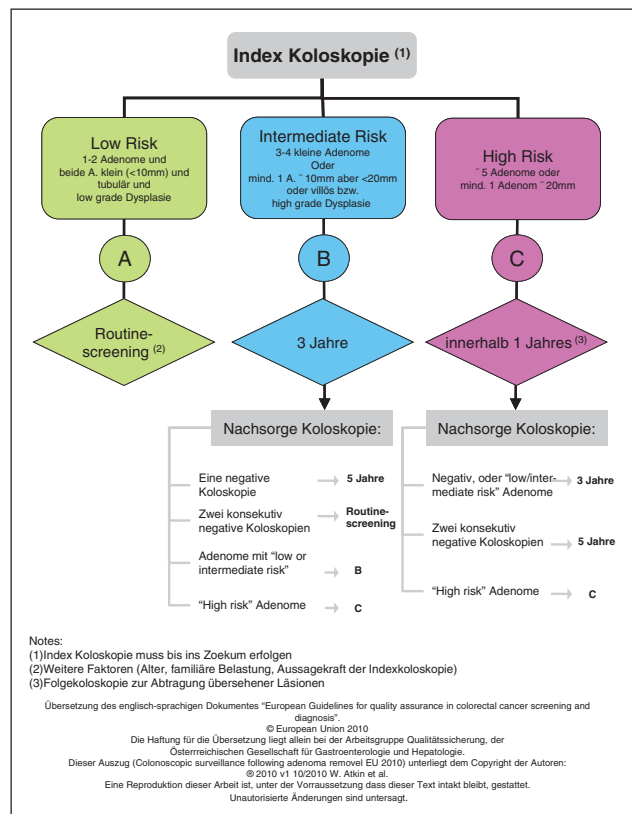 Index Koloskopie (1)
Low Risk
1-2 Adenome und
beide A. klein (<10mm) und
tubulär und
low grade Dysplasie
Intermediate Risk
3-4 kleine Adenome
Oder
mind. 1 A. ¨10mm aber <20mm
oder villös bzw.
high grade Dysplasie
High Risk
¨5 Adenome oder
mind. 1 Adenom ¨20mm
A
B
C
Routine-
screening (2)
3 Jahre
innerhalb 1 Jahres (3)
Nachsorge Koloskopie:
Eine negative
Koloskopie
5 Jahre
Zwei konsekutiv
negative Koloskopien
Routine-
screening
Adenome mit “low or
intermediate risk”
B
“High risk” Adenome
C
Nachsorge Koloskopie:
Negativ, oder “low/inter-
mediate risk” Adenome
3 Jahre
Zwei konsekutiv
negative Koloskopien
5 Jahre
“High risk” Adenome
C
Notes:
(1)Index Koloskopie muss bis ins Zoekum erfolgen
(2)Weitere Faktoren (Alter, familiäre Belastung, Aussagekraft der Indexkoloskopie)
(3)Folgekoloskopie zur Abtragung übersehener Läsionen
Übersetzung des englisch-sprachigen Dokumentes “European Guidelines for quality assurance in colorectal cancer screening and
diagnosis”.
© European Union 2010
Die Haftung für die Übersetzung liegt allein bei der Arbeitsgruppe Qualitätssicherung, der
Österrreichischen Gesellschaft für Gastroenterologie und Hepatologie.
Dieser Auszug (Colonoscopic surveillance following adenoma removel EU 2010) unterliegt dem Copyright der Autoren:
® 2010 v1 10/2010 W. Atkin et al.
Eine Reproduktion dieser Arbeit ist, unter der Vorraussetzung dass dieser Text intakt bleibt, gestattet.
Unautorisierte Änderungen sind untersagt.